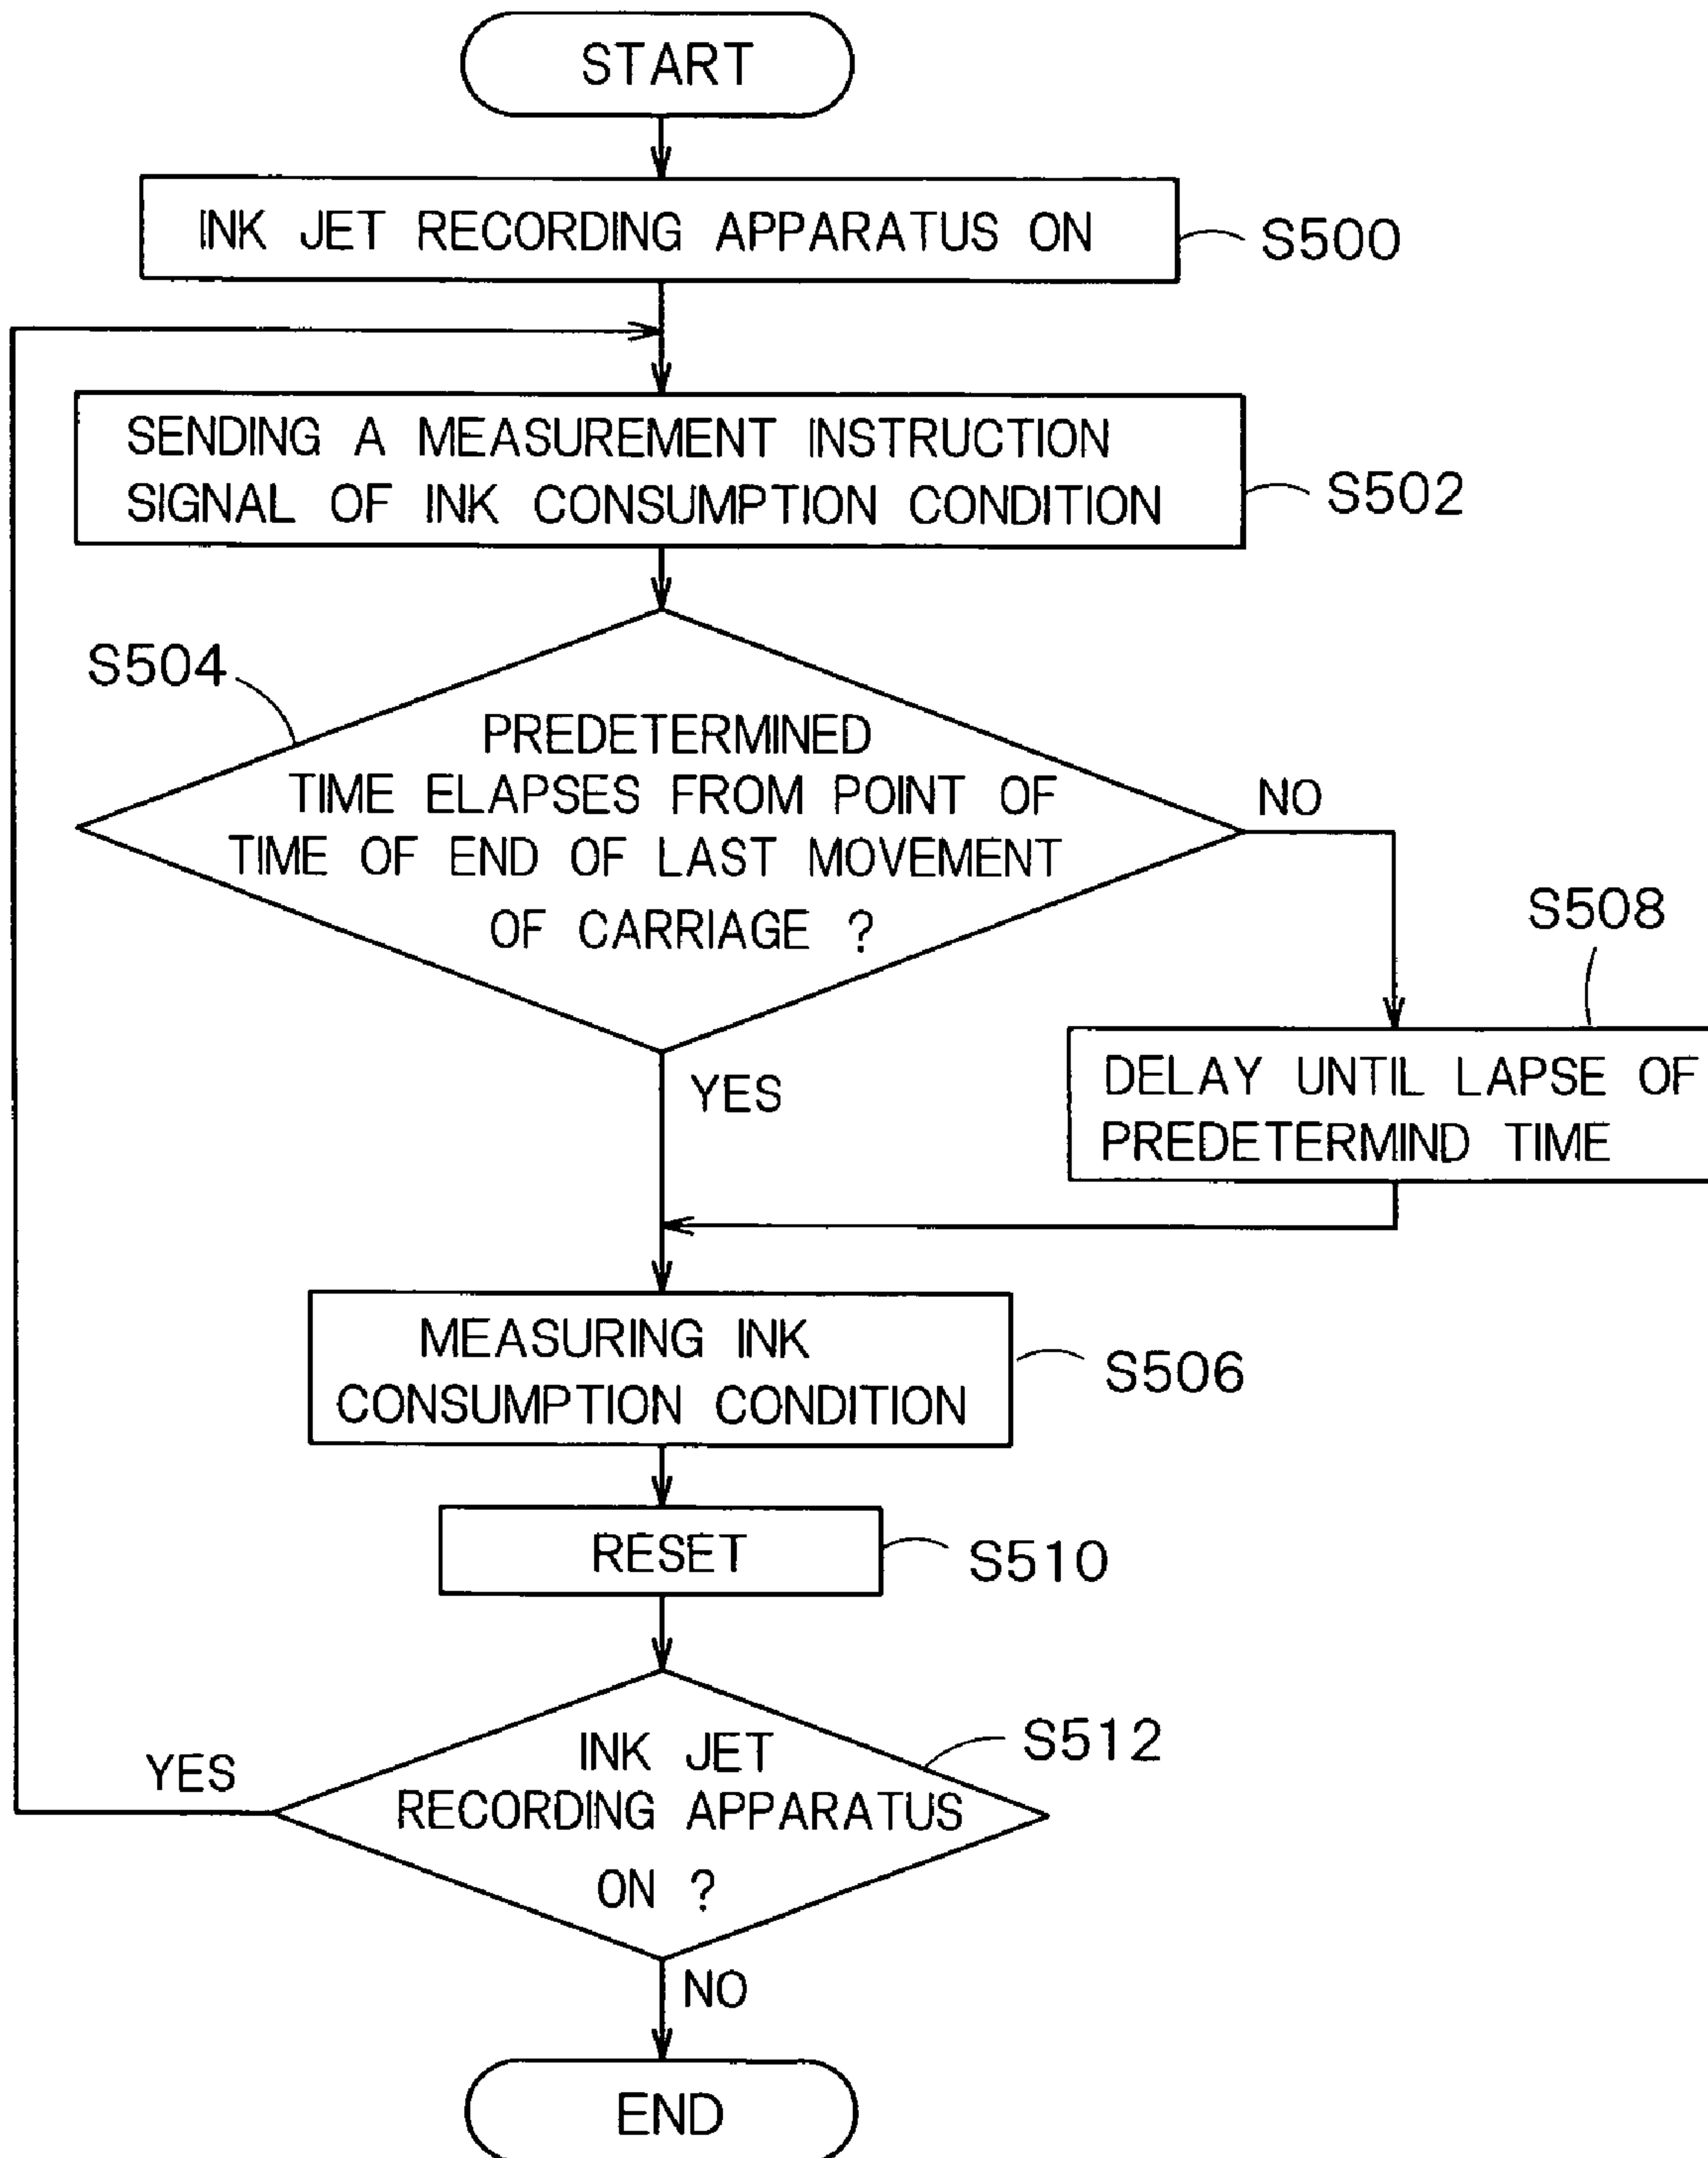 START
INK JET RECORDING APPARATUS ON
S500
SENDING A MEASUREMENT INSTRUCTION
SIGNAL OF INK CONSUMPTION CONDITION
S502
S504
PREDETERMINED
TIME ELAPSES FROM POINT OF
TIME OF END OF LAST MOVEMENT
OF CARRIAGE ?
NO
S508
DELAY UNTIL LAPSE OF
PREDETERMIND TIME
YES
MEASURING INK
CONSUMPTION CONDITION
S506
RESET
S510
INK JET
RECORDING APPARATUS
ON ?
S512
YES
NO
END